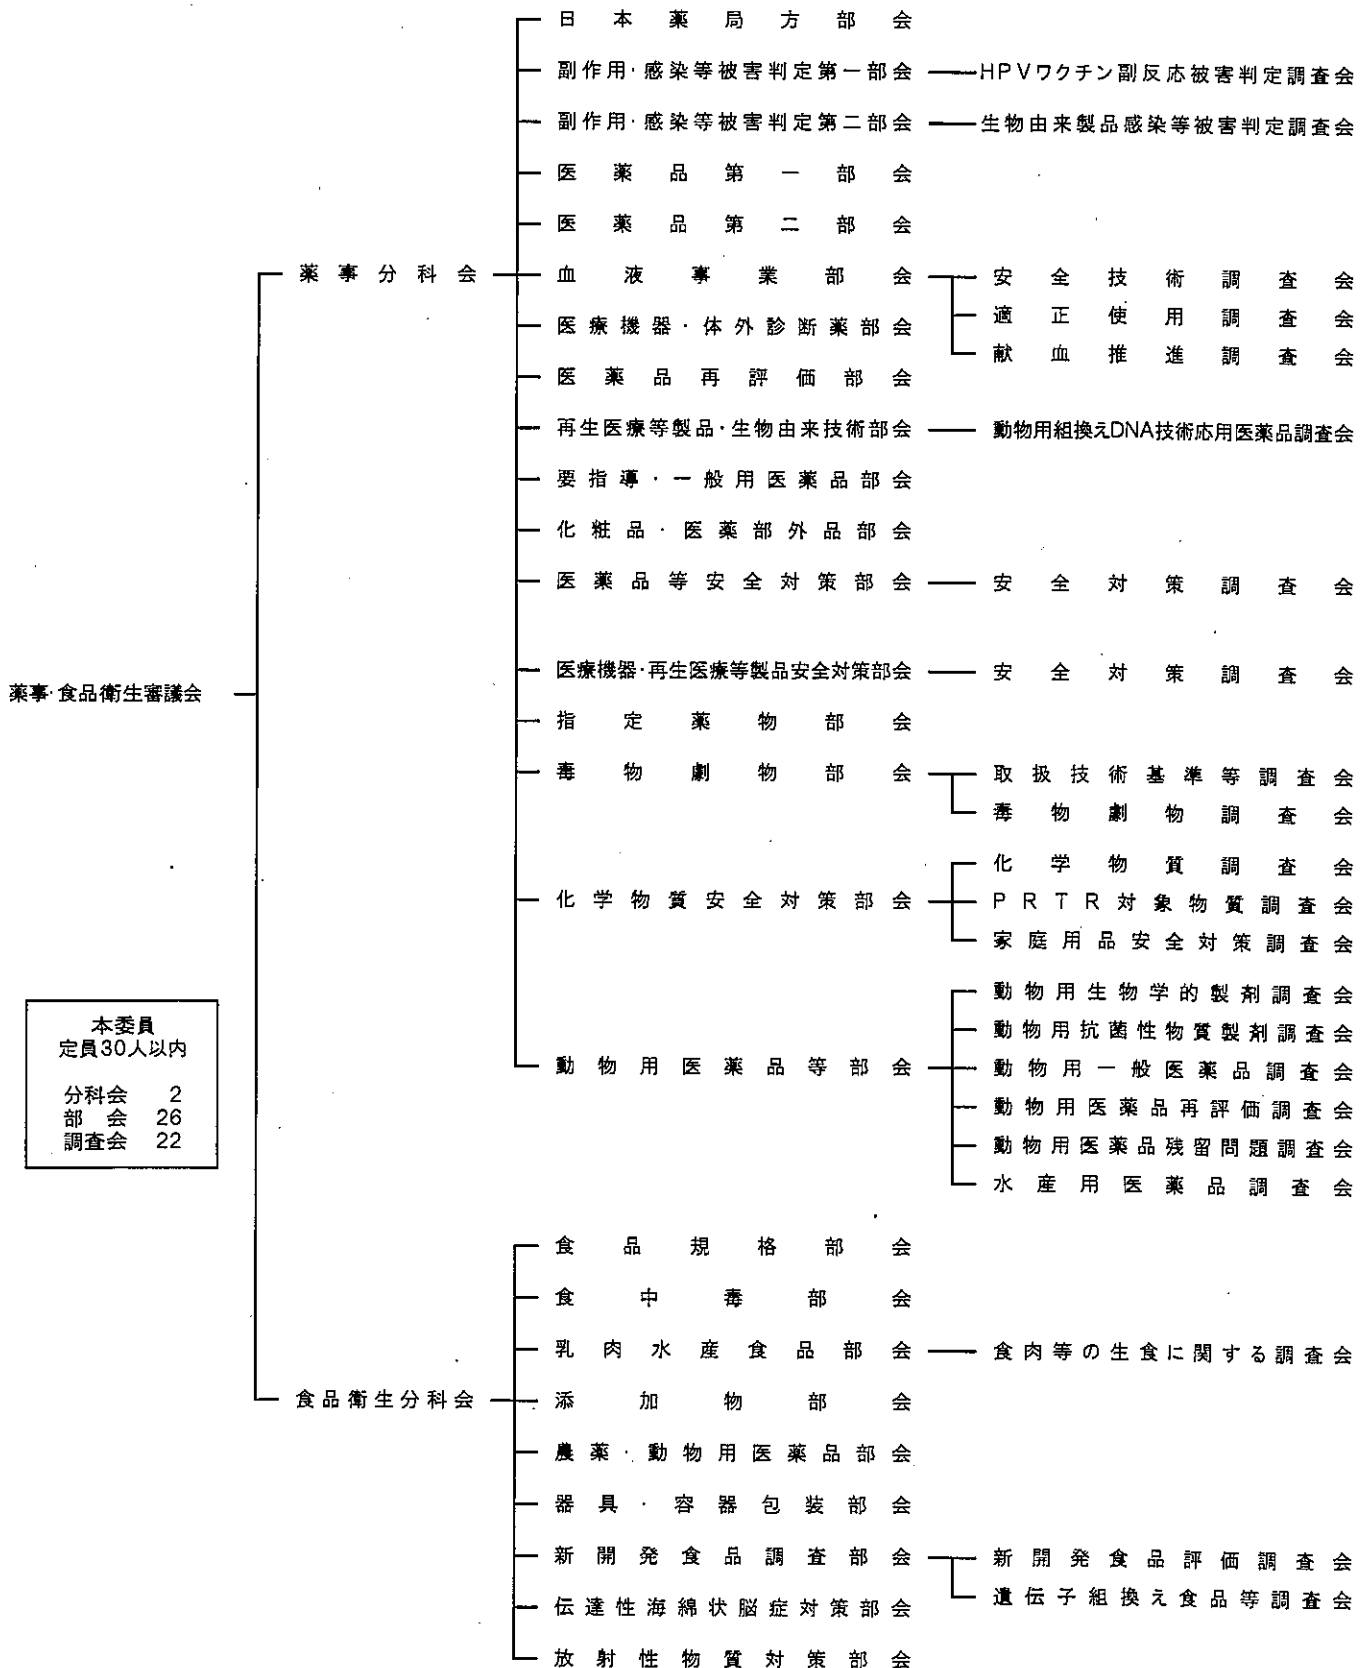 日本薬局方部会
副作用・感染等被害判定第一部会
HPVワクチン副反応被害判定調査会
副作用・感染等被害判定第二部会
生物由来製品感染等被害判定調査会
医薬品第一部会
医薬品第二部会
薬事分科会
血液事業部会
安全技術調査会
適正使用調査会
献血推進調査会
医療機器・体外診断薬部会
医薬品再評価部会
再生医療等製品・生物由来技術部会
動物用組換えDNA技術応用医薬品調査会
要指導・一般用医薬品部会
化粧品・医薬部外品部会
医薬品等安全対策部会
安全対策調査会
医療機器・再生医療等製品安全対策部会
安全対策調査会
薬事・食品衛生審議会
指定薬物部会
毒物劇物部会
取扱技術基準等調査会
毒物劇物調査会
化学物質安全対策部会
化学物質調査会
PRTR対象物質調査会
家庭用品安全対策調査会
本委員
定員30人以内
分科会 2
部会 26
調査会 22
動物用医薬品等部会
動物用生物学的製剤調査会
動物用抗菌性物質製剤調査会
動物用一般医薬品調査会
動物用医薬品再評価調査会
動物用医薬品残留問題調査会
水産用医薬品調査会
食品衛生分科会
食品規格部会
食中毒部会
乳肉水産食品部会
食肉等の生食に関する調査会
添加物部会
農薬・動物用医薬品部会
器具・容器包装部会
新開発食品調査部会
新開発食品評価調査会
遺伝子組換え食品等調査会
伝達性海綿状脳症対策部会
放射性物質対策部会